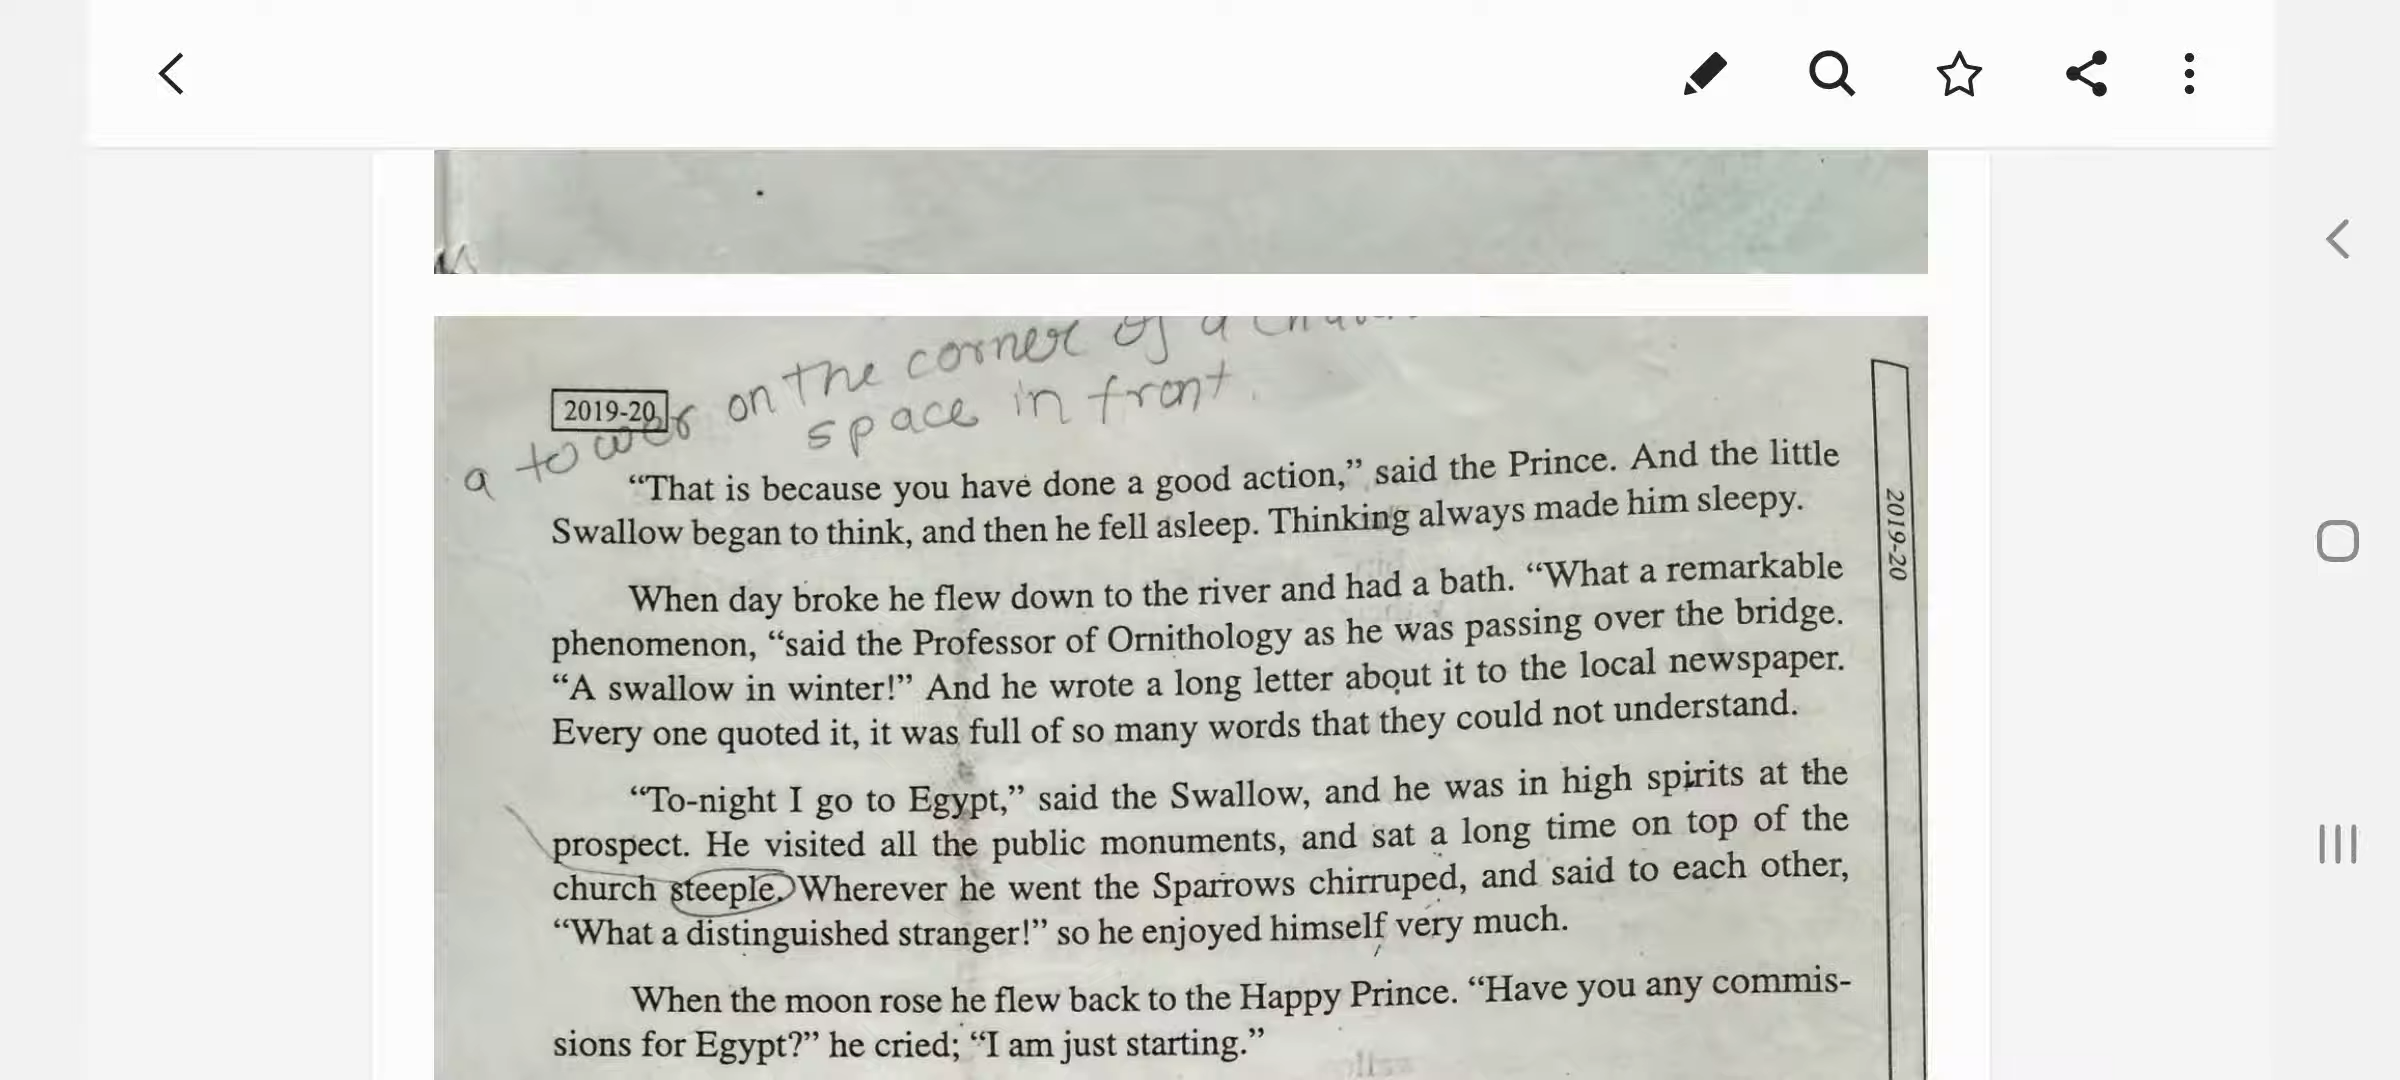 a tower on the corner of a
space in front.
2019-20
2019-20
“That is because you have done a good action,” said the Prince. And the little
Swallow began to think, and then he fell asleep. Thinking always made him sleepy.
When day broke he flew down to the river and had a bath. “What a remarkable
phenomenon, “said the Professor of Ornithology as he was passing over the bridge.
“A swallow in winter!” And he wrote a long letter about it to the local newspaper.
Every one quoted it, it was full of so many words that they could not understand.
“To-night I go to Egypt,” said the Swallow, and he was in high spirits at the
prospect. He visited all the public monuments, and sat a long time on top of the
church steeple. Wherever he went the Sparrows chirruped, and said to each other,
“What a distinguished stranger!” so he enjoyed himself very much.
When the moon rose he flew back to the Happy Prince. “Have you any commis-
sions for Egypt?” he cried; “I am just starting.”